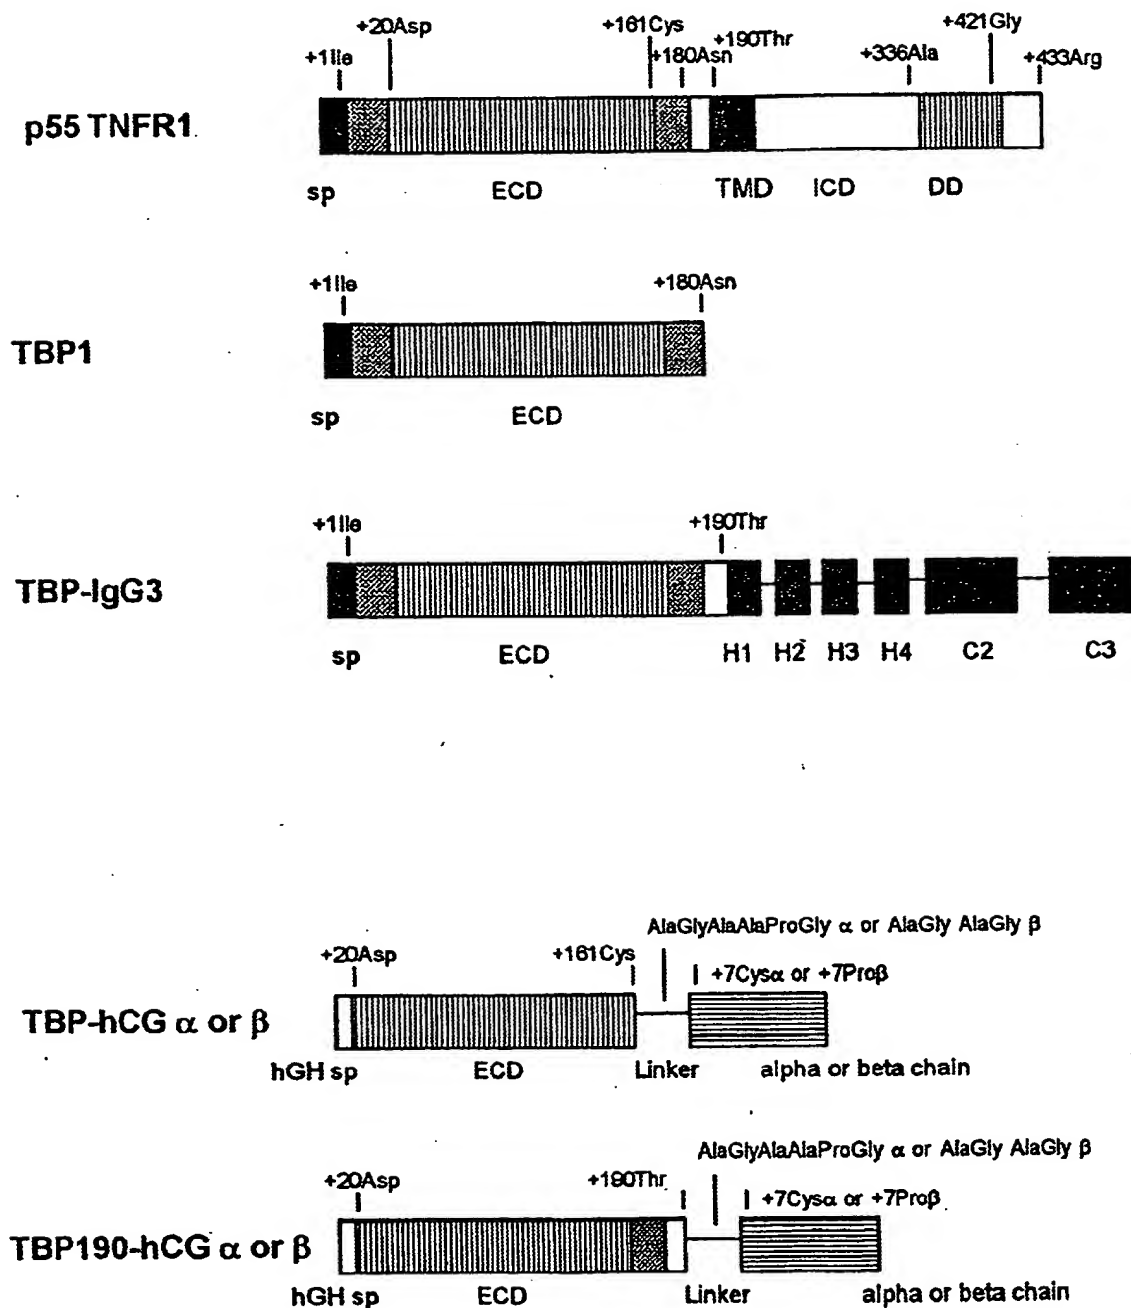 +20Asp +161Cys +190Thr +421Gly
+1Ile +180Asn +336Ala +433Arg
p55 TNFR1
sp ECD TMD ICD DD
+1Ile +180Asn
TBP1
sp ECD
+1Ile +190Thr
TBP-IgG3
sp ECD H1 H2 H3 H4 C2 C3
AlaGlyAlaAlaProGly α or AlaGly AlaGly β
+20Asp +161Cys +7Cysα or +7Proβ
TBP-hCG α or β
hGH sp ECD Linker alpha or beta chain
AlaGlyAlaAlaProGly α or AlaGly AlaGly β
+20Asp +190Thr +7Cysα or +7Proβ
TBP190-hCG α or β
hGH sp ECD Linker alpha or beta chain